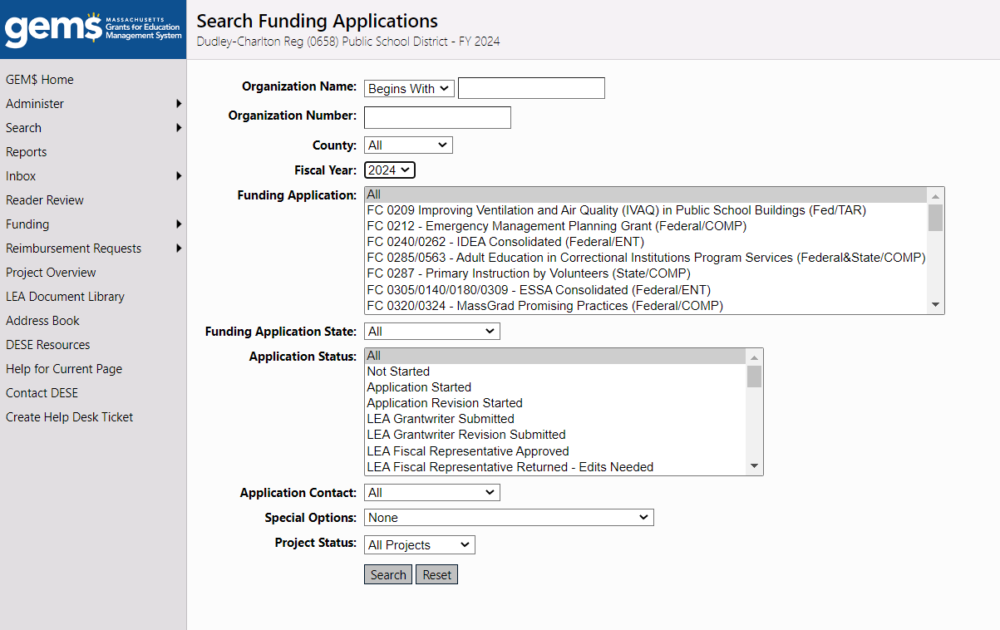 gem$ MASSACHUSETTS
Grants for Education
Management System
Search Funding Applications
Dudley-Charlton Reg (0658) Public School District - FY 2024
GEM$ Home
Administer
Search
Reports
Inbox
Reader Review
Funding
Reimbursement Requests
Project Overview
LEA Document Library
Address Book
DESE Resources
Help for Current Page
Contact DESE
Create Help Desk Ticket
Organization Name: Begins With
Organization Number:
County: All
Fiscal Year: 2024
Funding Application: All
FC 0209 Improving Ventilation and Air Quality (IVAQ) in Public School Buildings (Fed/TAR)
FC 0212 - Emergency Management Planning Grant (Federal/COMP)
FC 0240/0262 - IDEA Consolidated (Federal/ENT)
FC 0285/0563 - Adult Education in Correctional Institutions Program Services (Federal&State/COMP)
FC 0287 - Primary Instruction by Volunteers (State/COMP)
FC 0305/0140/0180/0309 - ESSA Consolidated (Federal/ENT)
FC 0320/0324 - MassGrad Promising Practices (Federal/COMP)
Funding Application State: All
Application Status: All
Not Started
Application Started
Application Revision Started
LEA Grantwriter Submitted
LEA Grantwriter Revision Submitted
LEA Fiscal Representative Approved
LEA Fiscal Representative Returned - Edits Needed
Application Contact: All
Special Options: None
Project Status: All Projects
Search Reset